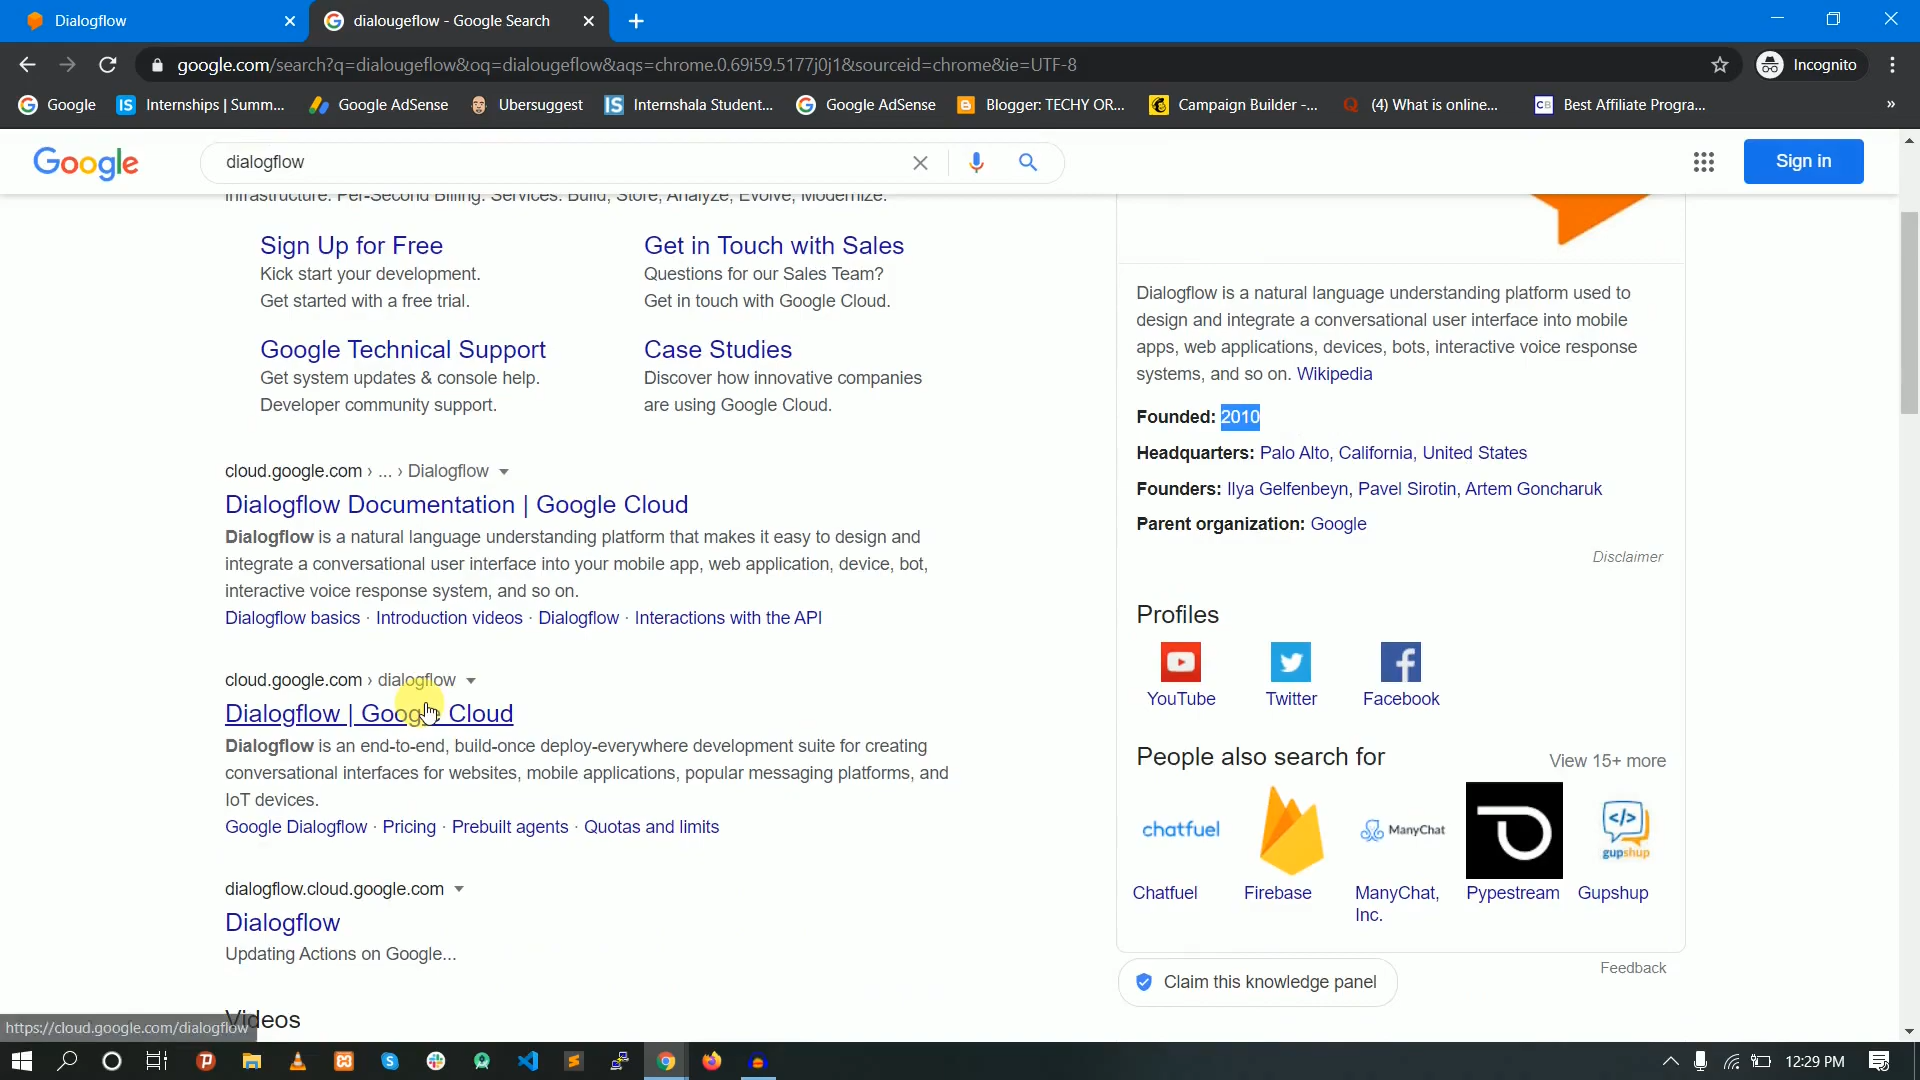 Dialogflow
dialougeflow - Google Search
google.com/search?q=dialougeflow&oq=dialougeflow&aqs=chrome.0.69i59.5177j0j1&sourceid=chrome&ie=UTF-8
Incognito
Google
Internships | Summ...
Google AdSense
Ubersuggest
Internshala Student...
Google AdSense
Blogger: TECHY OR...
Campaign Builder -...
(4) What is online...
Best Affiliate Progra...
»
Google
dialogflow
Sign in
Infrastructure. Per-Second Billing. Services: Build, Store, Analyze, Evolve, Modernize.
Sign Up for Free
Kick start your development.
Get started with a free trial.
Get in Touch with Sales
Questions for our Sales Team?
Get in touch with Google Cloud.
Google Technical Support
Get system updates & console help.
Developer community support.
Case Studies
Discover how innovative companies
are using Google Cloud.
cloud.google.com › ... › Dialogflow
Dialogflow Documentation | Google Cloud
Dialogflow is a natural language understanding platform that makes it easy to design and
integrate a conversational user interface into your mobile app, web application, device, bot,
interactive voice response system, and so on.
Dialogflow basics · Introduction videos · Dialogflow · Interactions with the API
cloud.google.com › dialogflow
Dialogflow | Google Cloud
Dialogflow is an end-to-end, build-once deploy-everywhere development suite for creating
conversational interfaces for websites, mobile applications, popular messaging platforms, and
IoT devices.
Google Dialogflow · Pricing · Prebuilt agents · Quotas and limits
dialogflow.cloud.google.com
Dialogflow
Updating Actions on Google...
Videos
Dialogflow is a natural language understanding platform used to
design and integrate a conversational user interface into mobile
apps, web applications, devices, bots, interactive voice response
systems, and so on. Wikipedia
Founded: 2010
Headquarters: Palo Alto, California, United States
Founders: Ilya Gelfenbeyn, Pavel Sirotin, Artem Goncharuk
Parent organization: Google
Disclaimer
Profiles
YouTube
Twitter
Facebook
People also search for
View 15+ more
chatfuel
ManyChat
gupshup
Chatfuel
Firebase
ManyChat,
Inc.
Pypestream
Gupshup
Feedback
Claim this knowledge panel
https://cloud.google.com/dialogflow
12:29 PM